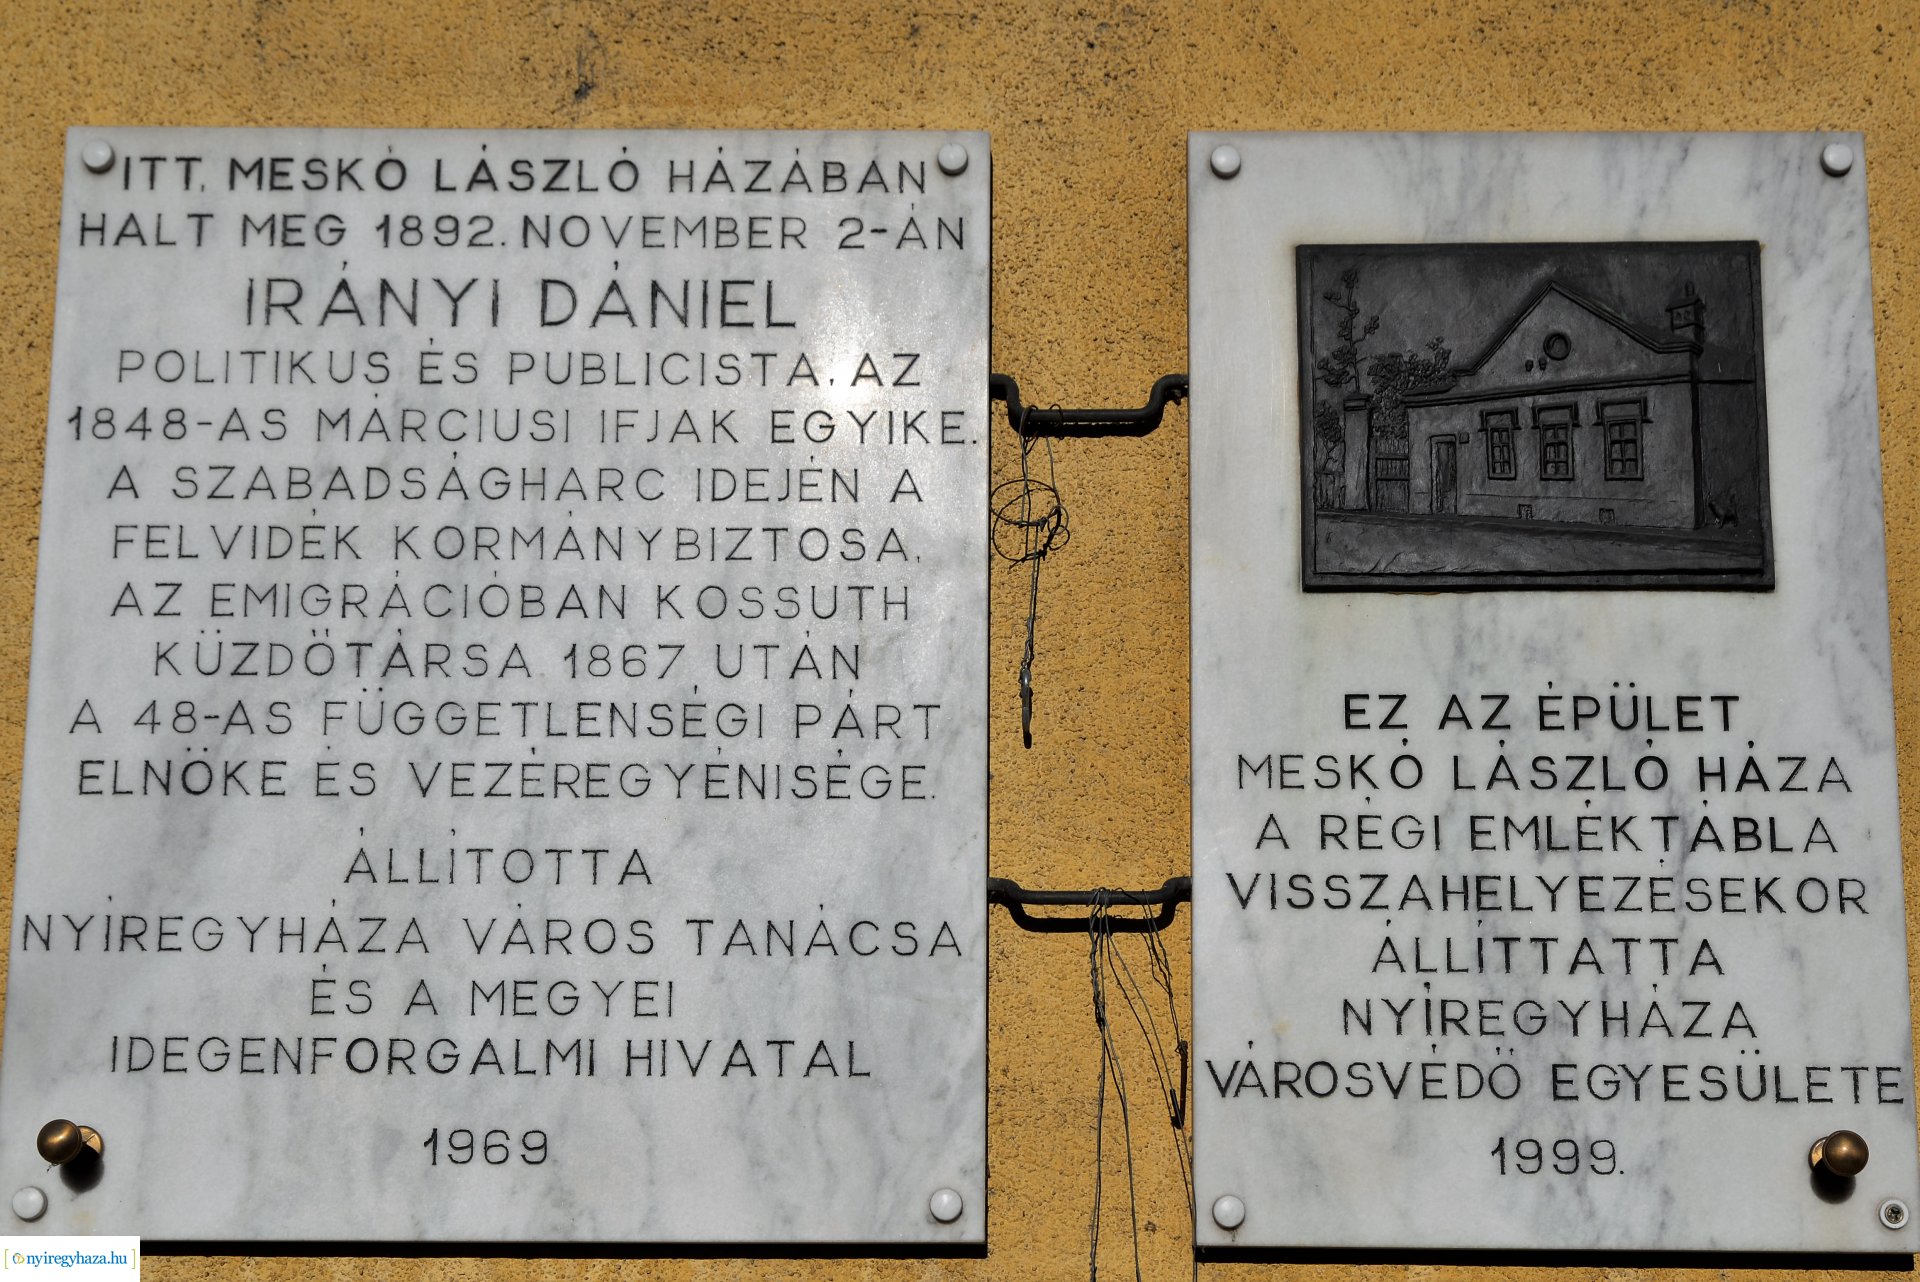 ITT, MESKÓ LÁSZLÓ HÁZÁBAN
HALT MEG 1892. NOVEMBER 2-ÁN
IRÁNYI DÁNIEL
POLITIKUS ÉS PUBLICISTA, AZ
1848-AS MÁRCIUSI IFJAK EGYIKE.
A SZABADSÁGHARC IDEJÉN A
FELVIDÉK KORMÁNYBIZTOSA,
AZ EMIGRÁCIÓBAN KOSSUTH
KÜZDŐTÁRSA. 1867 UTÁN
A 48-AS FÜGGETLENSÉGI PÁRT
ELNÖKE ÉS VEZÉREGYÉNISÉGE.
ÁLLÍTOTTA
NYÍREGYHÁZA VÁROS TANÁCSA
ÉS A MEGYEI
IDEGENFORGALMI HIVATAL
1969
EZ AZ ÉPÜLET
MESKÓ LÁSZLÓ HÁZA
A RÉGI EMLÉKTÁBLA
VISSZAHELYEZÉSEKOR
ÁLLÍTTATTA
NYÍREGYHÁZA
VÁROSVÉDŐ EGYESÜLETE
1999.
nyiregyhaza.hu